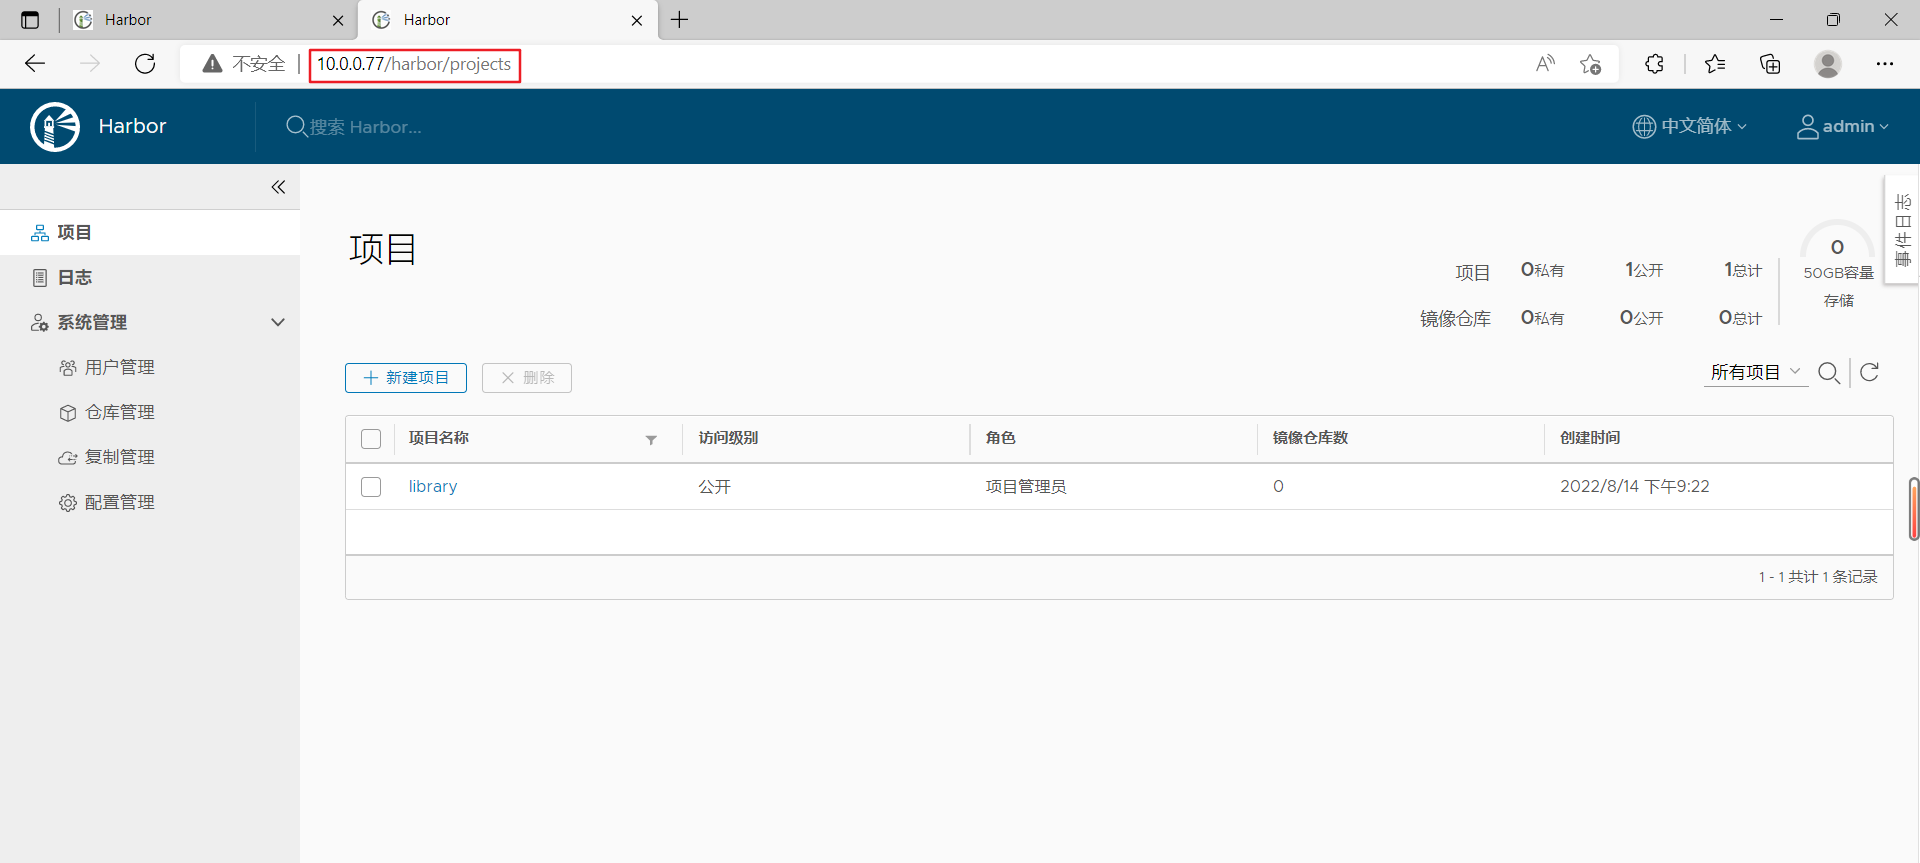 Harbor
Harbor
不安全
10.0.0.77/harbor/projects
Harbor
搜索 Harbor...
中文简体
admin
项目
日志
系统管理
用户管理
仓库管理
复制管理
配置管理
项目
项目 0私有 1公开 1总计
镜像仓库 0私有 0公开 0总计
0
50GB容量
存储
事件日志
新建项目
删除
所有项目
项目名称 访问级别 角色 镜像仓库数 创建时间
library 公开 项目管理员 0 2022/8/14 下午9:22
1 - 1 共计 1 条记录